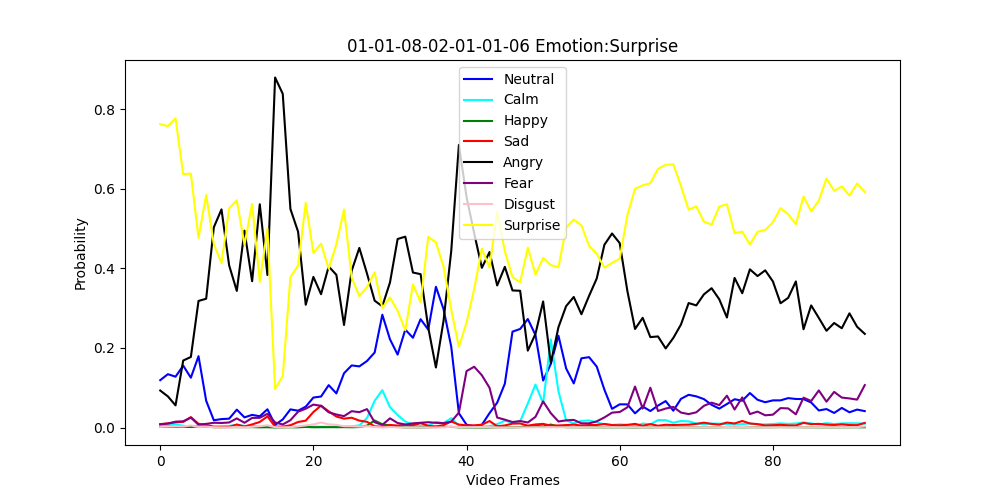 01-01-08-02-01-01-06 Emotion:Surprise
Neutral
Calm
Happy
Sad
Angry
Fear
Disgust
Surprise
Probability
0.8
0.6
0.4
0.2
0.0
0 20 40 60 80
Video Frames